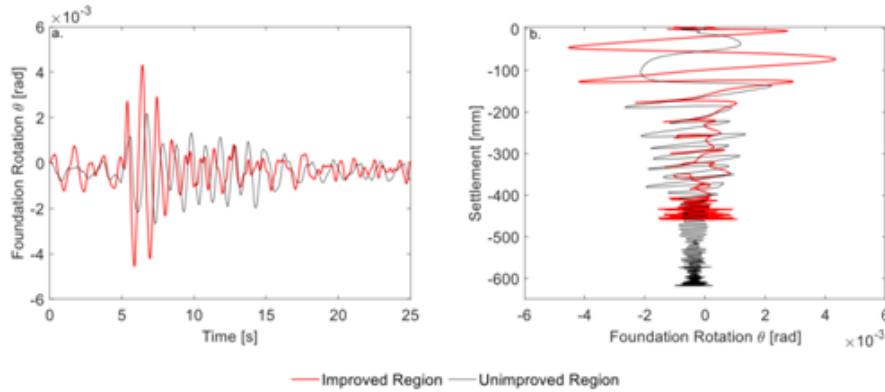 ×10⁻³
a.
6
4
2
0
-2
-4
-6
0 5 10 15 20 25
Time [s]
Foundation Rotation θ [rad]
b.
0
-100
-200
-300
-400
-500
-600
-6 -4 -2 0 2 4 6
Foundation Rotation θ [rad]
×10⁻³
Settlement [mm]
Improved Region Unimproved Region